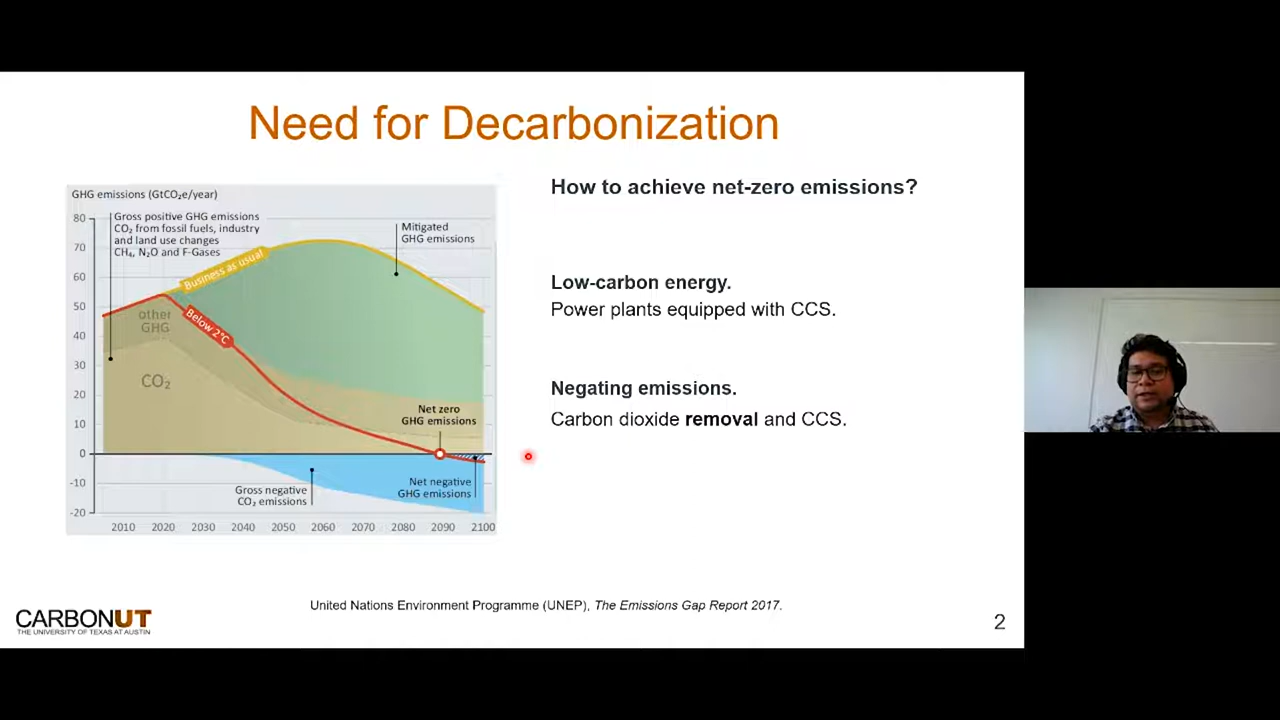 Need for Decarbonization
GHG emissions (GtCO₂e/year)
80
70
60
50
40
30
20
10
0
-10
-20
Gross positive GHG emissions
CO₂ from fossil fuels, industry
and land use changes
CH₄, N₂O and F-Gases
Business as usual
Mitigated
GHG emissions
Below 2°C
other
GHG
CO₂
Net zero
GHG emissions
Gross negative
CO₂ emissions
Net negative
GHG emissions
2010 2020 2030 2040 2050 2060 2070 2080 2090 2100
How to achieve net-zero emissions?
Low-carbon energy.
Power plants equipped with CCS.
Negating emissions.
Carbon dioxide removal and CCS.
United Nations Environment Programme (UNEP), The Emissions Gap Report 2017.
CARBONUT
THE UNIVERSITY OF TEXAS AT AUSTIN
2